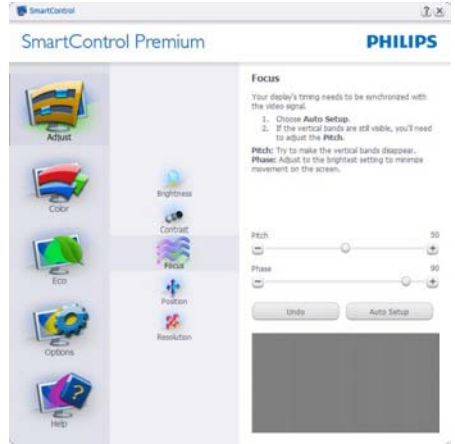 SmartControl
SmartControl Premium
PHILIPS
Adjust
Color
Eco
Options
Help
Brightness
Contrast
Focus
Position
Resolution
Focus
Your display's timing needs to be synchronized with
the video signal.
1. Choose Auto Setup.
2. If the vertical bands are still visible, you'll need
to adjust the Pitch.
Pitch: Try to make the vertical bands disappear.
Phase: Adjust to the brightest setting to minimize
movement on the screen.
Pitch 50
Phase 90
Undo
Auto Setup